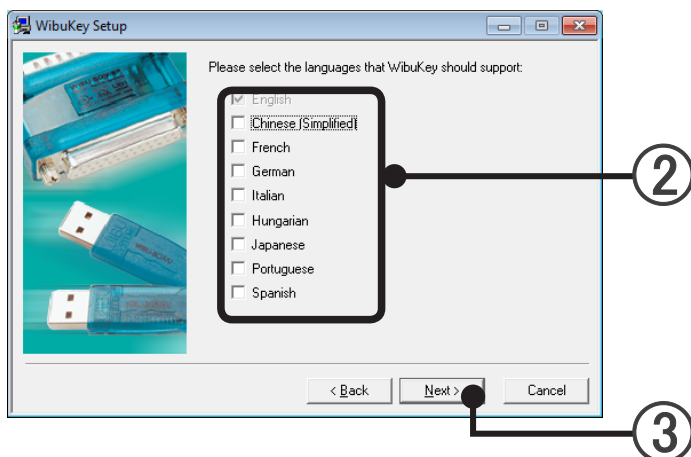 WibuKey Setup
Please select the languages that WibuKey should support:
English
Chinese (Simplified)
French
German
Italian
Hungarian
Japanese
Portuguese
Spanish
②
< Back
Next >
Cancel
③